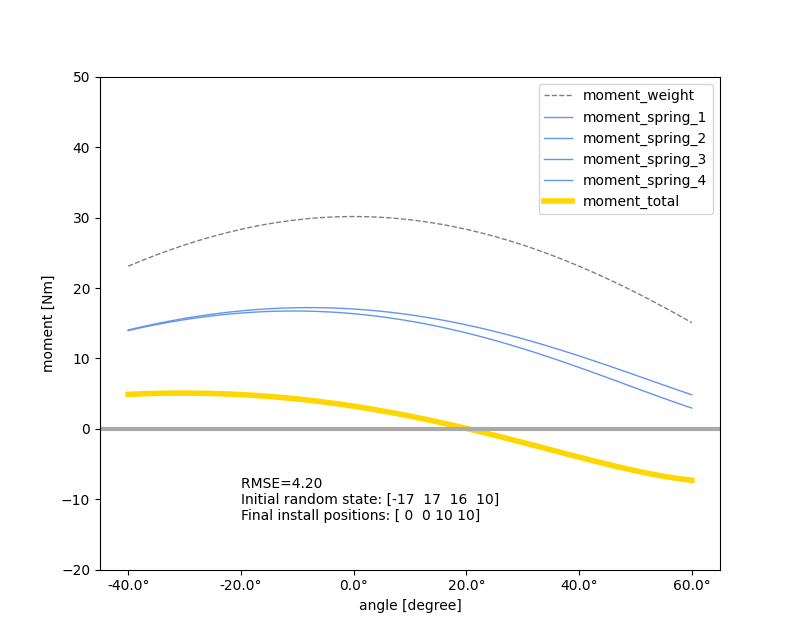 50
40
30
20
10
0
−10
−20
moment [Nm]
moment_weight
moment_spring_1
moment_spring_2
moment_spring_3
moment_spring_4
moment_total
RMSE=4.20
Initial random state: [-17  17  16  10]
Final install positions: [ 0  0 10 10]
-40.0° -20.0° 0.0° 20.0° 40.0° 60.0°
angle [degree]